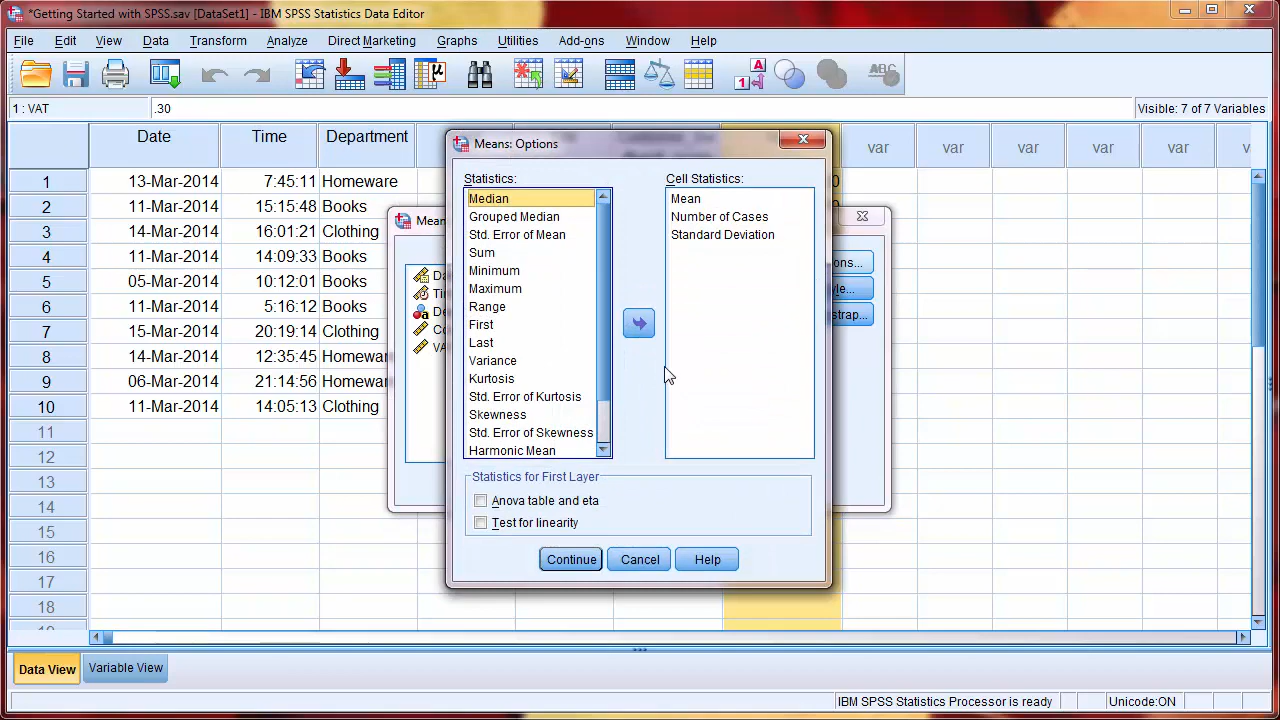 *Getting Started with SPSS.sav [DataSet1] - IBM SPSS Statistics Data Editor
File Edit View Data Transform Analyze Direct Marketing Graphs Utilities Add-ons Window Help
1 : VAT .30 Visible: 7 of 7 Variables
Date Time Department var var var var var
1 13-Mar-2014 7:45:11 Homeware
2 11-Mar-2014 15:15:48 Books
3 14-Mar-2014 16:01:21 Clothing
4 11-Mar-2014 14:09:33 Books
5 05-Mar-2014 10:12:01 Books
6 11-Mar-2014 5:16:12 Books
7 15-Mar-2014 20:19:14 Clothing
8 14-Mar-2014 12:35:45 Homeware
9 06-Mar-2014 21:14:56 Homewar
10 11-Mar-2014 14:05:13 Clothing
11
12
13
14
15
16
17
18
Mean
ons...
yle...
strap...
Means: Options
Statistics:
Median
Grouped Median
Std. Error of Mean
Sum
Minimum
Maximum
Range
First
Last
Variance
Kurtosis
Std. Error of Kurtosis
Skewness
Std. Error of Skewness
Harmonic Mean
Cell Statistics:
Mean
Number of Cases
Standard Deviation
Statistics for First Layer
Anova table and eta
Test for linearity
Continue Cancel Help
Data View Variable View
IBM SPSS Statistics Processor is ready Unicode:ON